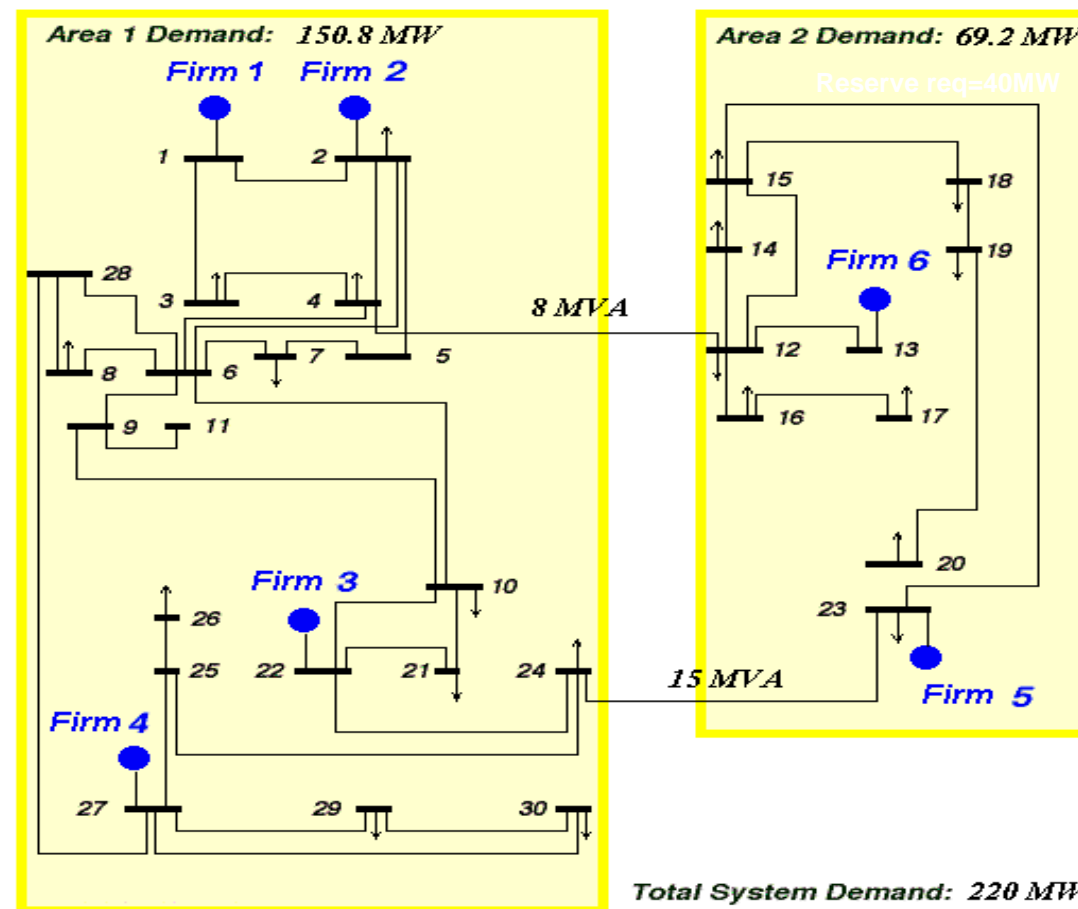 Area 1 Demand: 150.8 MW
Area 2 Demand: 69.2 MW
Reserve req=40MW
Firm 1
Firm 2
1
2
15
18
14
19
Firm 6
28
3
4
8 MVA
12
13
8
6
7
5
9
11
16
17
20
Firm 3
10
23
26
22
21
24
25
15 MVA
Firm 5
Firm 4
27
29
30
Total System Demand: 220 MW